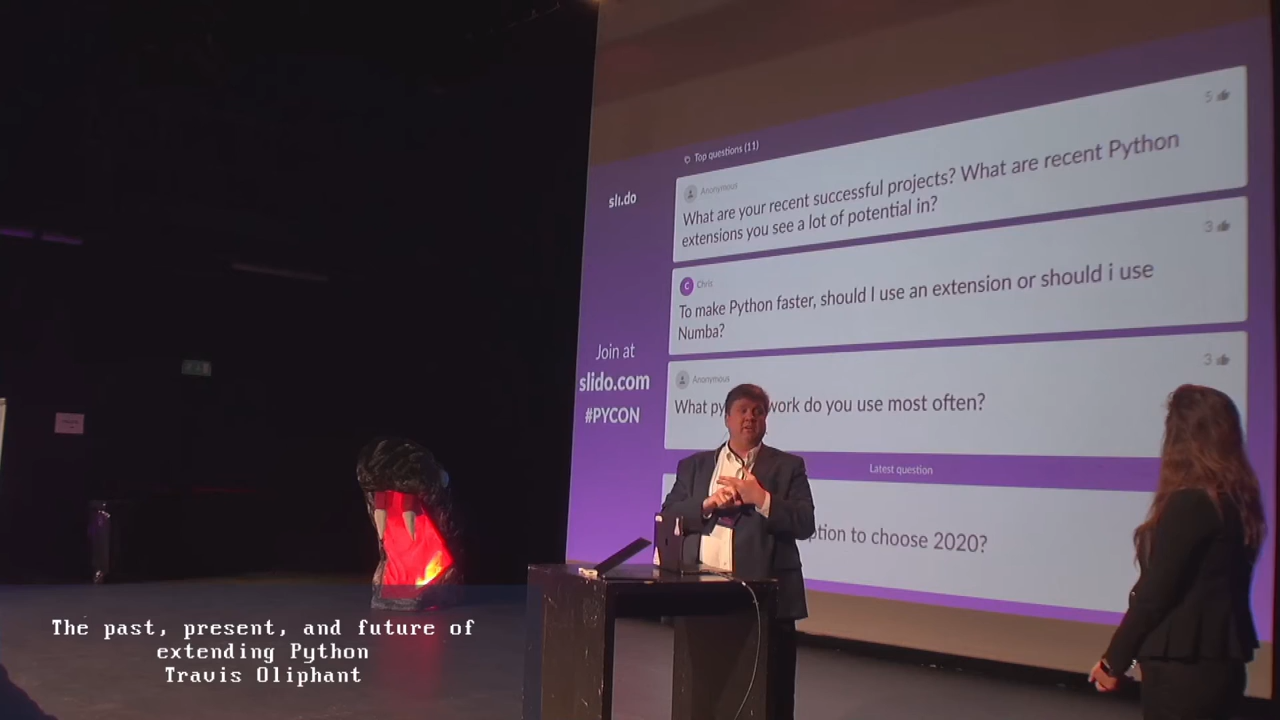 Top questions (11)
sli.do
5
Anonymous
What are your recent successful projects? What are recent Python
extensions you see a lot of potential in?
3
Chris
C
To make Python faster, should I use an extension or should i use
Numba?
Join at
slido.com
#PYCON
3
Anonymous
What py work do you use most often?
Latest question
ption to choose 2020?
The past, present, and future of
extending Python
Travis Oliphant